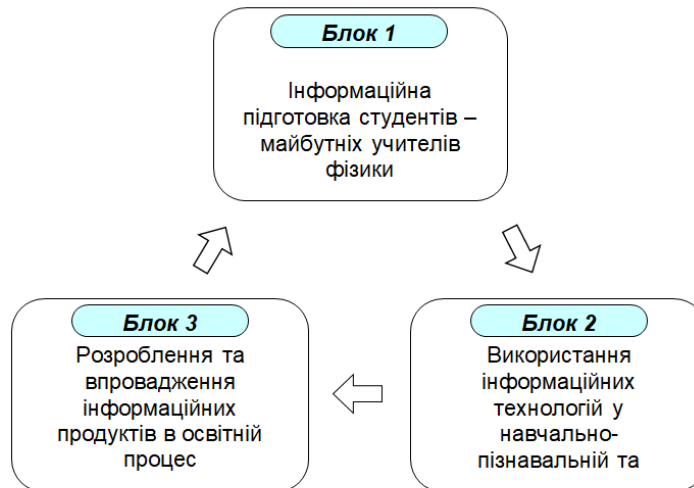 Блок 1
Інформаційна
підготовка студентів –
майбутніх учителів
фізики
Блок 3
Розроблення та
впровадження
інформаційних
продуктів в освітній
процес
Блок 2
Використання
інформаційних
технологій у
навчально-
пізнавальній та